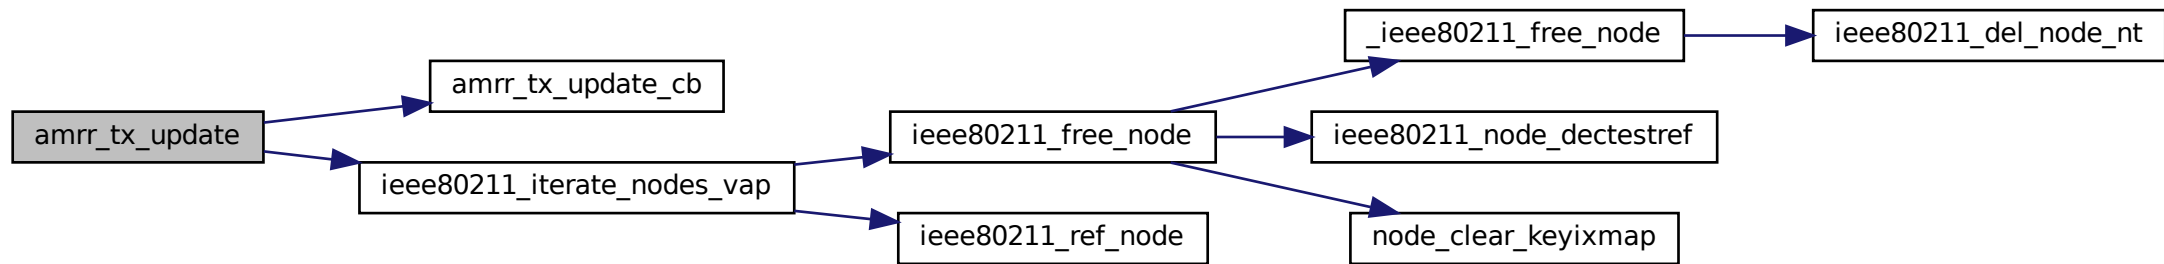 amrr_tx_update
amrr_tx_update_cb
ieee80211_iterate_nodes_vap
ieee80211_free_node
ieee80211_ref_node
_ieee80211_free_node
ieee80211_node_dectestref
node_clear_keyixmap
ieee80211_del_node_nt